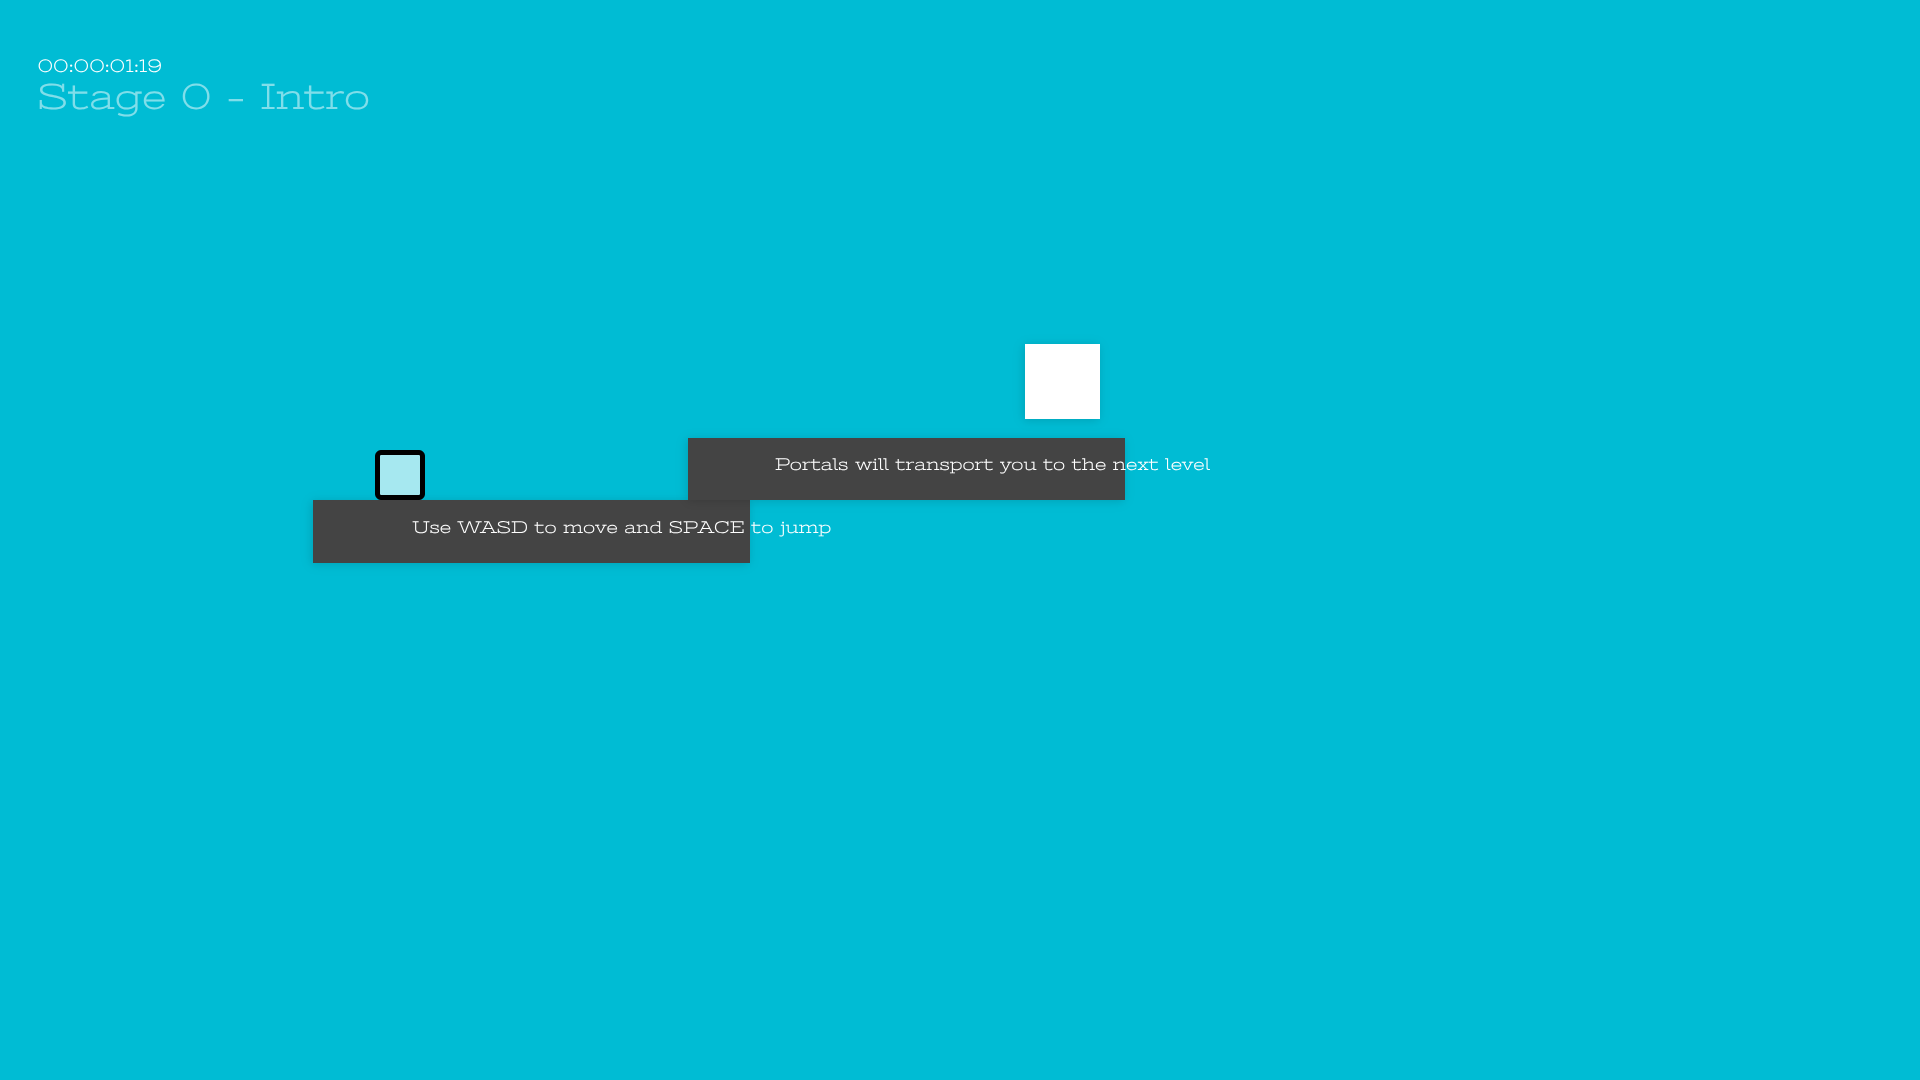 00:00:01:19
Stage 0 - Intro
Portals will transport you to the next level
Use WASD to move and SPACE to jump